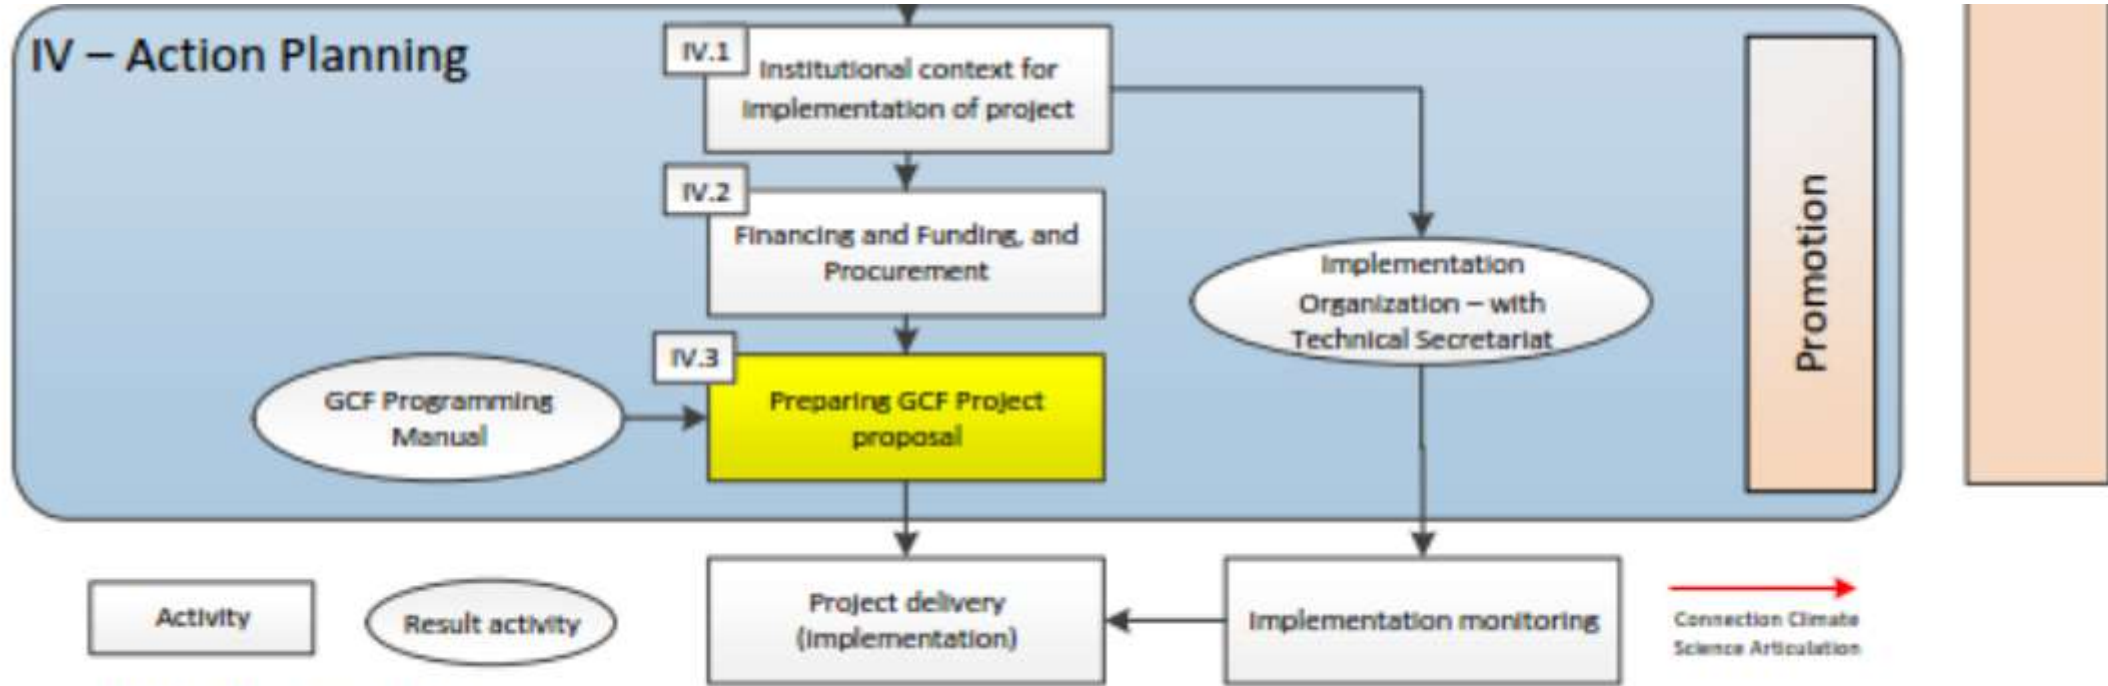 IV – Action Planning
IV.1
Institutional context for
Implementation of project
IV.2
Financing and Funding, and
Procurement
Implementation
Organization – with
Technical Secretariat
Promotion
IV.3
GCF Programming
Manual
Preparing GCF Project
proposal
Activity
Result activity
Project delivery
(Implementation)
Implementation monitoring
Connection Climate
Science Articulation